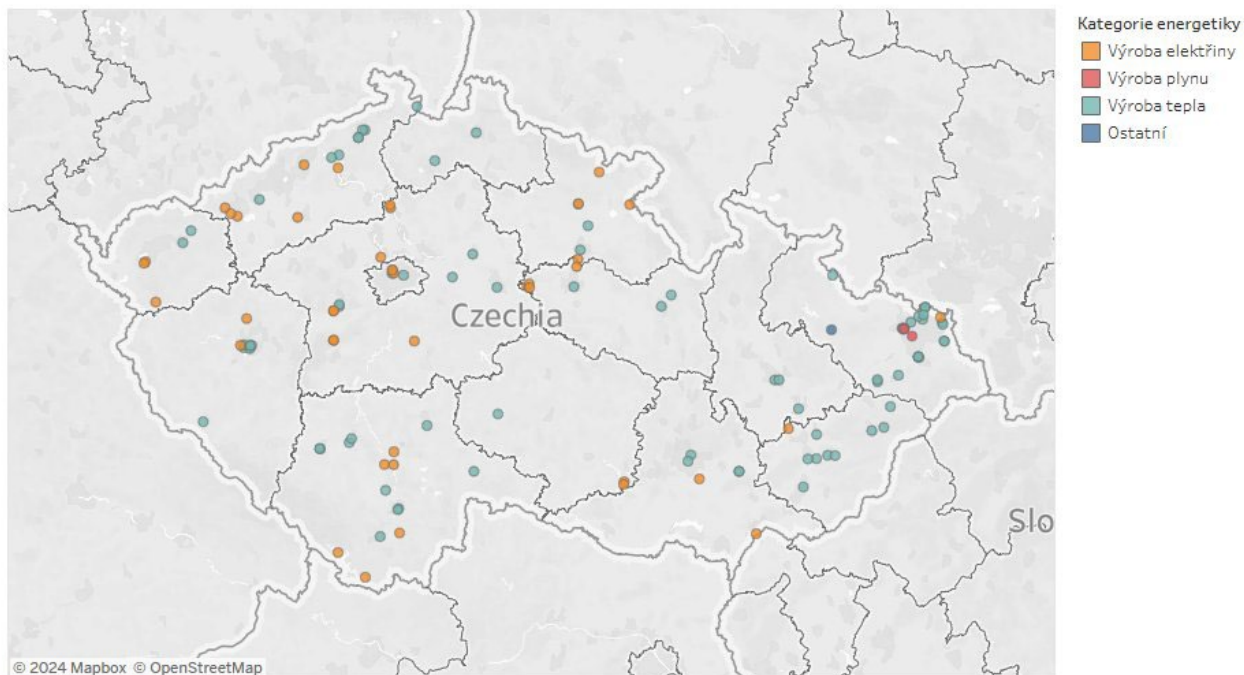 Kategorie energetiky
Výroba elektřiny
Výroba plynu
Výroba tepla
Ostatní
Czechia
Slo
© 2024 Mapbox © OpenStreetMap